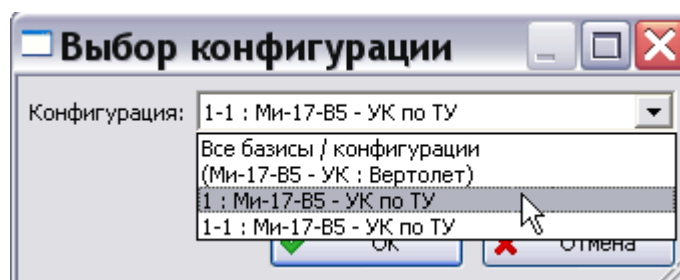 Выбор конфигурации
Конфигурация: 1-1 : Ми-17-В5 - УК по ТУ
Все базисы / конфигурации
(Ми-17-В5 - УК : Вертолет)
1 : Ми-17-В5 - УК по ТУ
1-1 : Ми-17-В5 - УК по ТУ
ОК Отмена